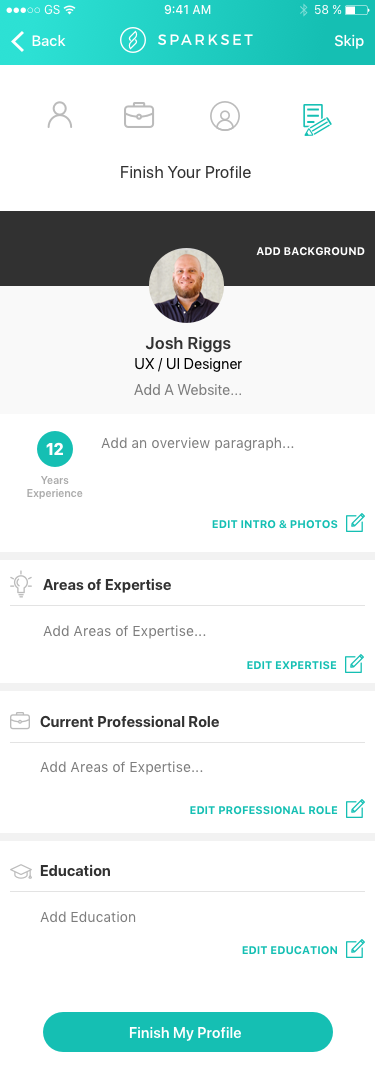 GS 9:41 AM 58 %
Back SPARKSET Skip
Finish Your Profile
ADD BACKGROUND
Josh Riggs
UX / UI Designer
Add A Website...
12 Add an overview paragraph...
Years
Experience
EDIT INTRO & PHOTOS
Areas of Expertise
Add Areas of Expertise...
EDIT EXPERTISE
Current Professional Role
Add Areas of Expertise...
EDIT PROFESSIONAL ROLE
Education
Add Education
EDIT EDUCATION
Finish My Profile